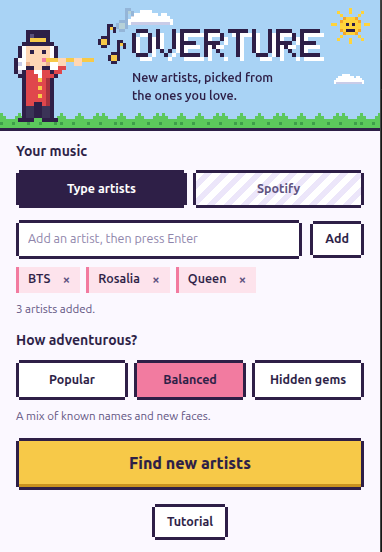 OVERTURE
New artists, picked from
the ones you love.
Your music
Type artists
Spotify
Add an artist, then press Enter
Add
BTS ×
Rosalia ×
Queen ×
3 artists added.
How adventurous?
Popular
Balanced
Hidden gems
A mix of known names and new faces.
Find new artists
Tutorial